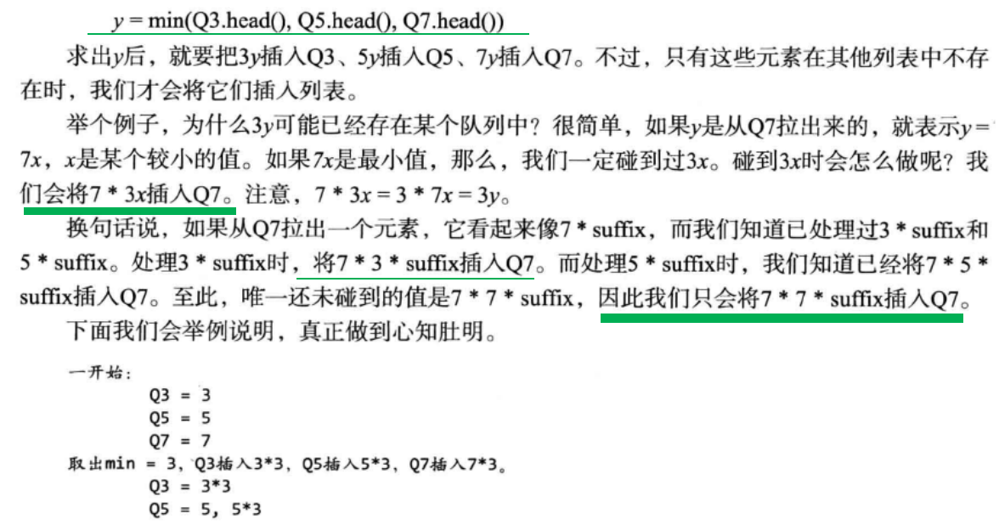 y = min(Q3.head(), Q5.head(), Q7.head())
求出y后，就要把3y插入Q3、5y插入Q5、7y插入Q7。不过，只有这些元素在其他列表中不存
在时，我们才会将它们插入列表。
举个例子，为什么3y可能已经存在某个队列中？很简单，如果y是从Q7拉出来的，就表示y=
7x，x是某个较小的值。如果7x是最小值，那么，我们一定碰到过3x。碰到3x时会怎么做呢？我
们会将7 * 3x插入Q7。注意，7 * 3x = 3 * 7x = 3y。
换句话说，如果从Q7拉出一个元素，它看起来像7 * suffix，而我们知道已处理过3 * suffix和
5 * suffix。处理3 * suffix时，将7 * 3 * suffix插入Q7。而处理5 * suffix时，我们知道已经将7 * 5 *
suffix插入Q7。至此，唯一还未碰到的值是7 * 7 * suffix，因此我们只会将7 * 7 * suffix插入Q7。
下面我们会举例说明，真正做到心知肚明。
一开始：
Q3 = 3
Q5 = 5
Q7 = 7
取出min = 3，Q3插入3*3，Q5插入5*3，Q7插入7*3。
Q3 = 3*3
Q5 = 5, 5*3